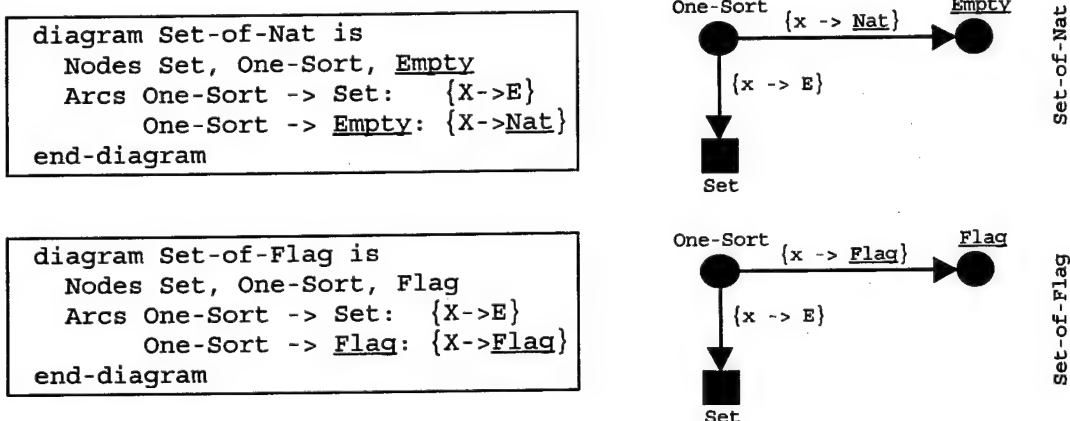 diagram Set-of-Nat is
Nodes Set, One-Sort, Empty
Arcs One-Sort -> Set: {X->E}
One-Sort -> Empty: {X->Nat}
end-diagram
One-Sort
{x -> Nat}
Empty
{x -> E}
Set
Set-of-Nat
diagram Set-of-Flag is
Nodes Set, One-Sort, Flag
Arcs One-Sort -> Set: {X->E}
One-Sort -> Flag: {X->Flag}
end-diagram
One-Sort
{x -> Flag}
Flag
{x -> E}
Set
Set-of-Flag